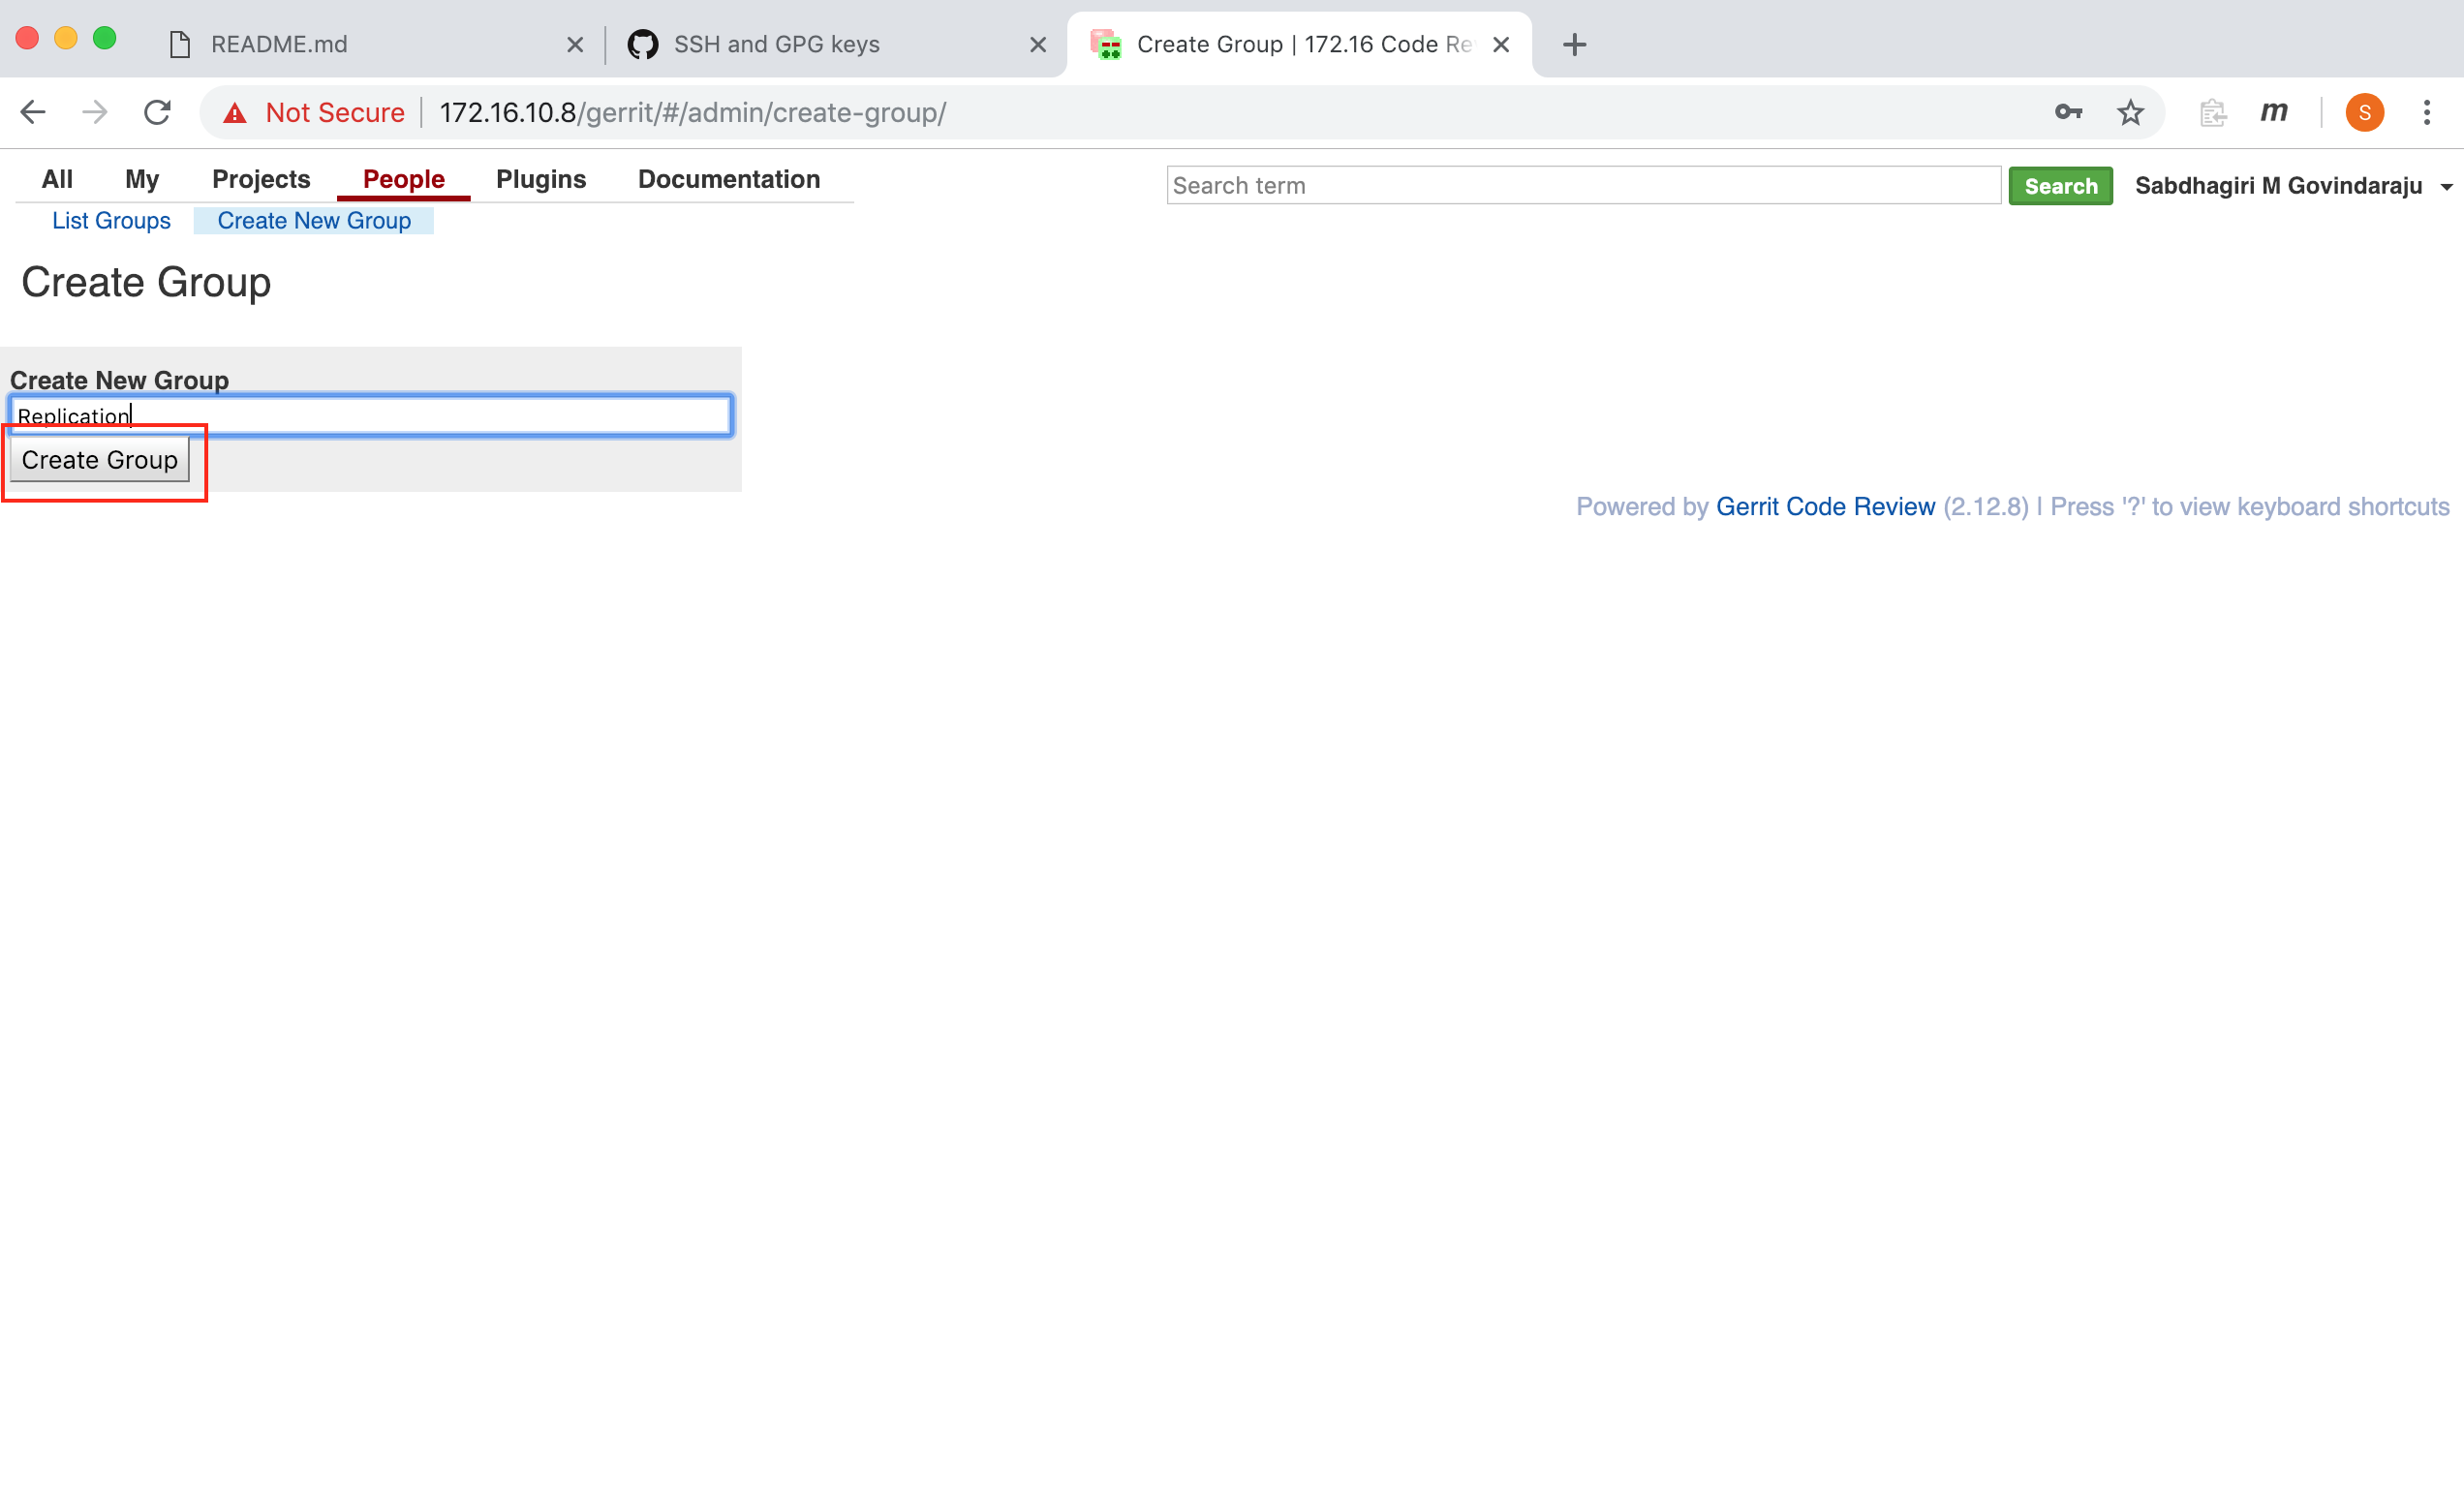 README.md
SSH and GPG keys
Create Group | 172.16 Code Re
Not Secure
172.16.10.8/gerrit/#/admin/create-group/
m
S
All My Projects People Plugins Documentation
Search term
Search
Sabdhagiri M Govindaraju
List Groups Create New Group
Create Group
Create New Group
Replication
Create Group
Powered by Gerrit Code Review (2.12.8) | Press '?' to view keyboard shortcuts